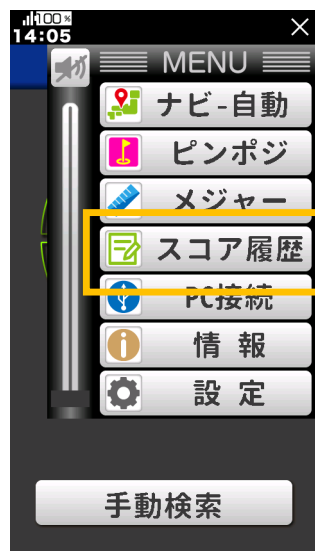 100%
14:05
MENU
ナビ-自動
ピンポジ
メジャー
スコア履歴
PC接続
情報
設定
手動検索